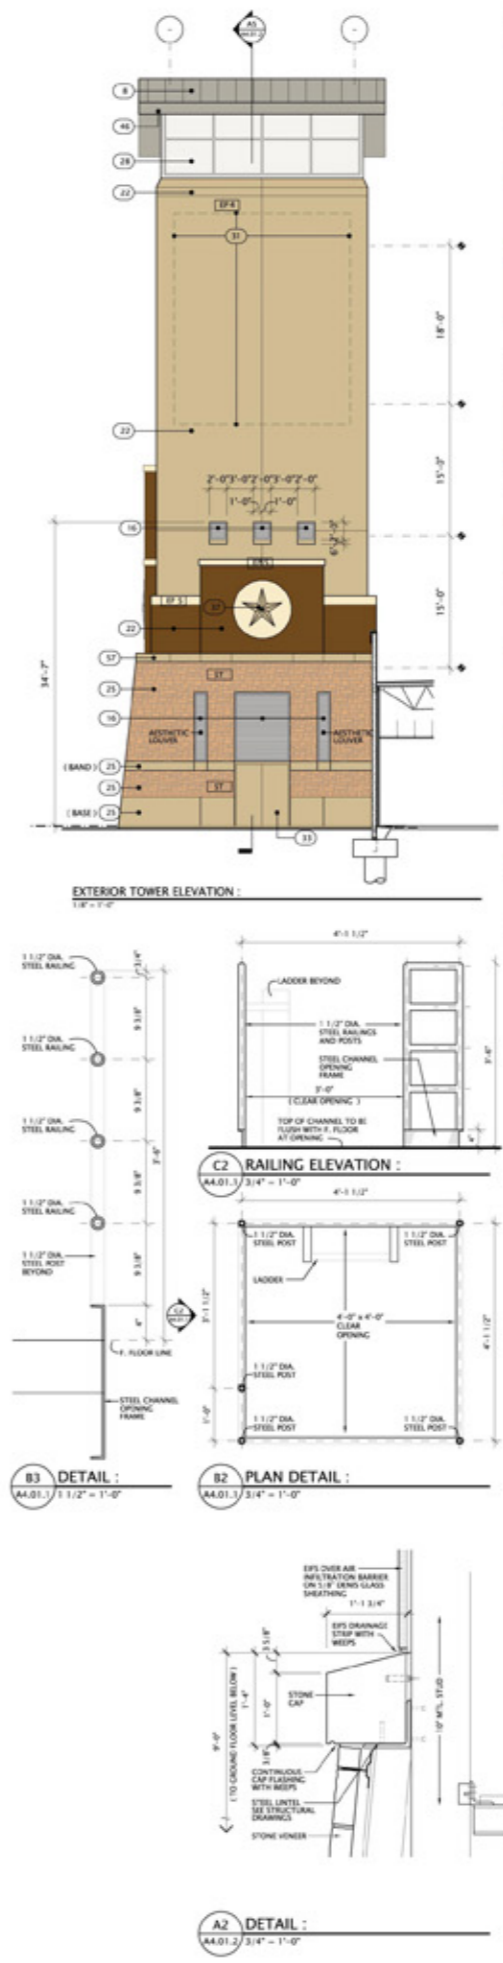 A5
A4.01.2
8
46
28
22
EP4
31
18'-0"
22
15'-0"
2'-0" 3'-0" 2'-0" 3'-0" 2'-0"
1'-0" 1'-0"
16
15'-0"
34'-7"
37
EP 5
22
57
ST
25
16
AESTHETIC
LOUVER
AESTHETIC
LOUVER
( BAND ) 25
25
ST
( BASE ) 25
33
EXTERIOR TOWER ELEVATION :
1/8" = 1'-0"
1 1/2" DIA.
STEEL RAILING
3/4"
9 3/8"
1 1/2" DIA.
STEEL RAILING
9 3/8"
1 1/2" DIA.
STEEL RAILING
3'-6"
9 3/8"
1 1/2" DIA.
STEEL RAILING
1 1/2" DIA.
STEEL POST
BEYOND
9 3/8"
4"
F. FLOOR LINE
STEEL CHANNEL
OPENING
FRAME
B3 DETAIL :
A4.01.1 1 1/2" = 1'-0"
4'-1 1/2"
LADDER BEYOND
1 1/2" DIA.
STEEL RAILINGS
AND POSTS
STEEL CHANNEL
OPENING
FRAME
3'-0"
( CLEAR OPENING )
3'-6"
4"
TOP OF CHANNEL TO BE
FLUSH WITH F. FLOOR
AT OPENING
C2 RAILING ELEVATION :
A4.01.1 3/4" = 1'-0"
4'-1 1/2"
1 1/2" DIA.
STEEL POST
1 1/2" DIA.
STEEL POST
LADDER
C2
A4.01.1
3'-1 1/2"
4'-0" x 4'-0"
CLEAR
OPENING
4'-1 1/2"
1 1/2" DIA.
STEEL POST
1'-0"
1 1/2" DIA.
STEEL POST
1 1/2" DIA.
STEEL POST
B2 PLAN DETAIL :
A4.01.1 3/4" = 1'-0"
EIFS OVER AIR
INFILTRATION BARRIER
ON 5/8" DENS GLASS
SHEATHING
1'-1 3/4"
EIFS DRAINAGE
STRIP WITH
WEEPS
3 5/8"
STONE
CAP
1'-0"
1'-4"
9'-0"
( TO GROUND FLOOR LEVEL BELOW )
10" MTL. STUD
3/8"
CONTINUOUS
CAP FLASHING
WITH WEEPS
STEEL LINTEL
SEE STRUCTURAL
DRAWINGS
STONE VENEER
A2 DETAIL :
A4.01.2 3/4" = 1'-0"